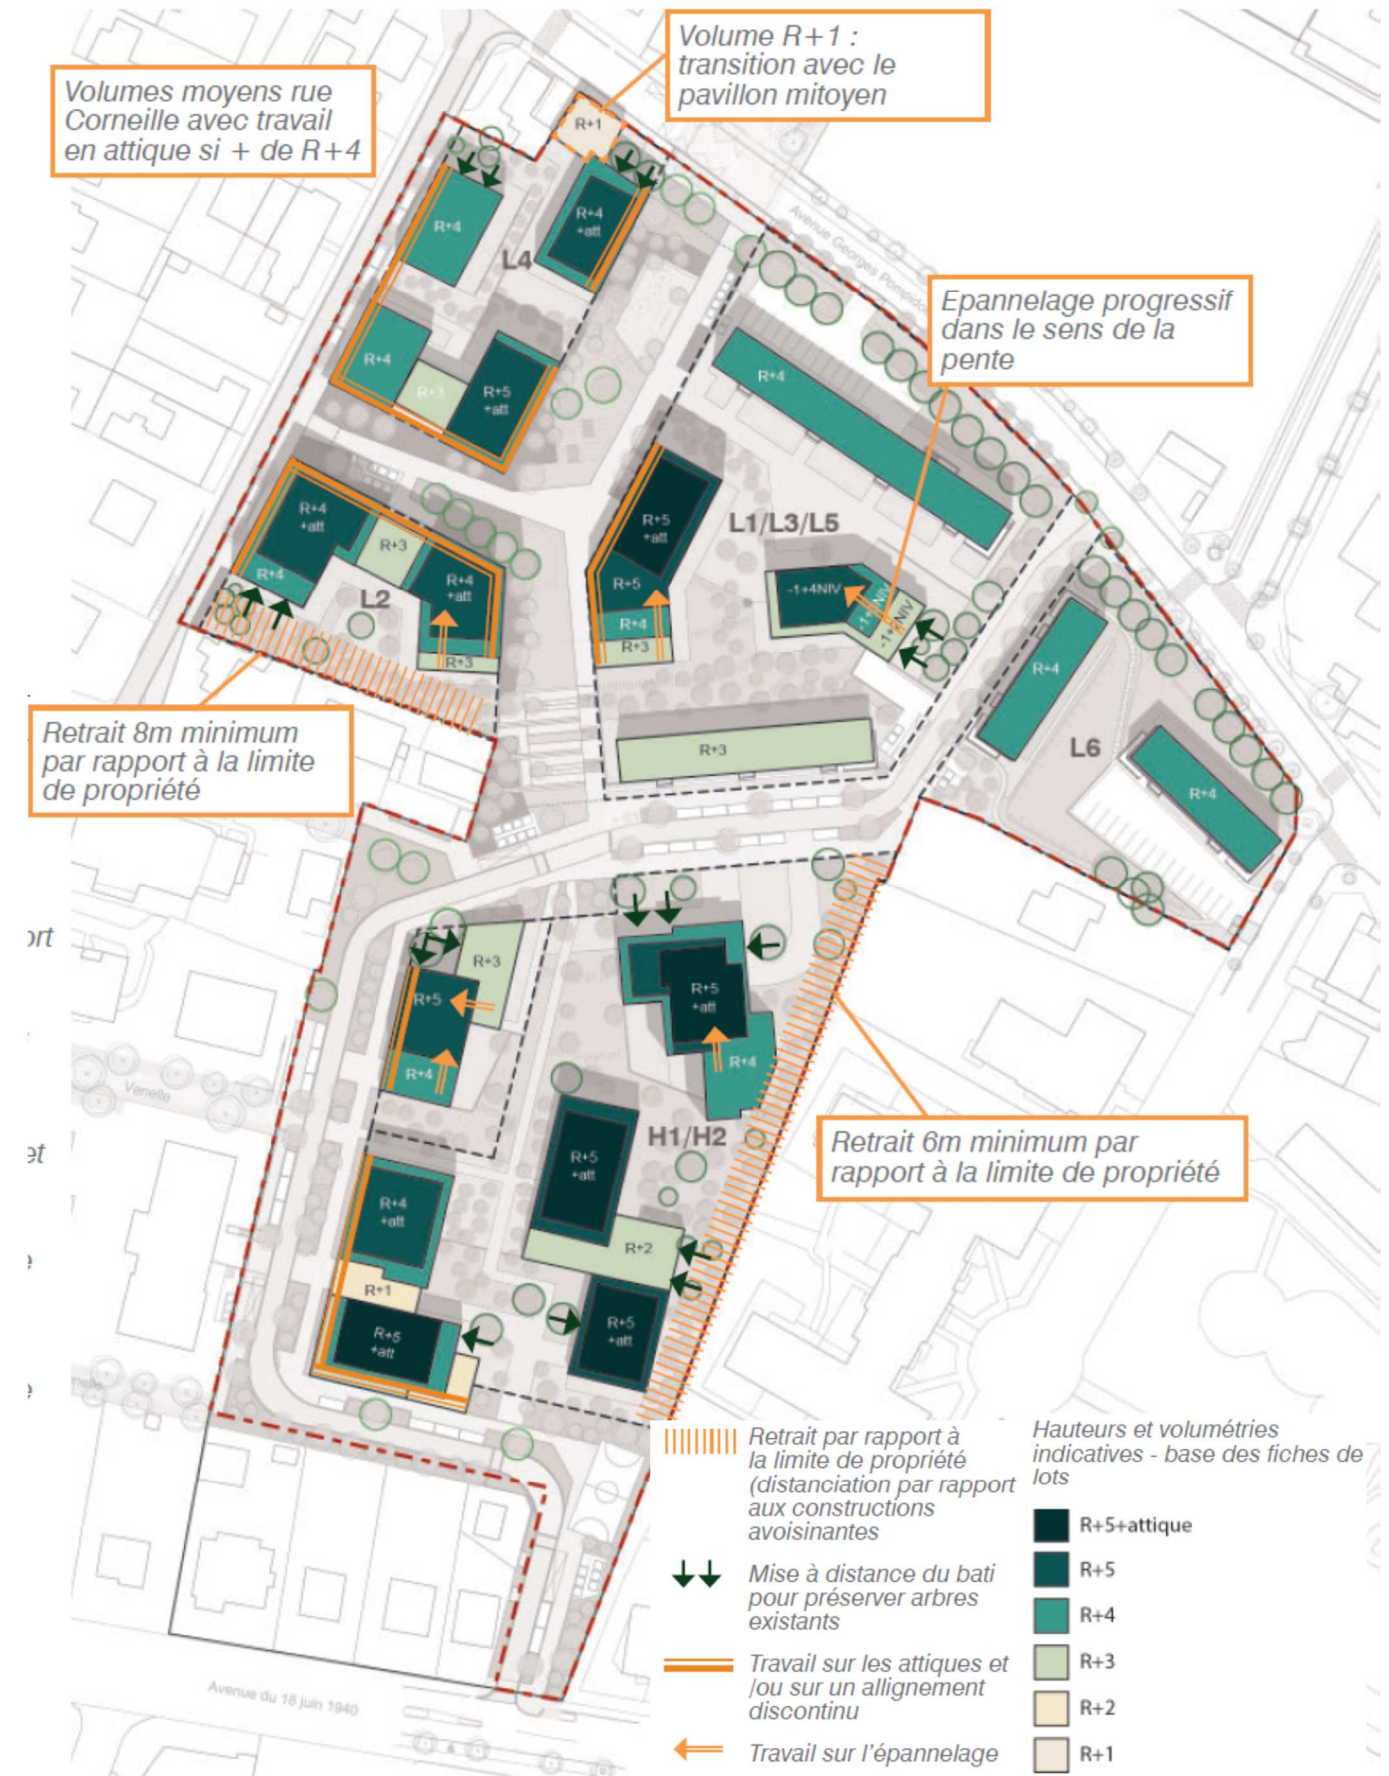 Volume R+1 :
transition avec le
pavillon mitoyen
Volumes moyens rue
Corneille avec travail
en attique si + de R+4
R+1
R+4
R+4
+att
L4
Avenue Georges Pompidou
Epannelage progressif
dans le sens de la
pente
R+4
R+3
R+5
+att
R+4
R+4
+att
R+3
R+4
R+4
+att
L2
R+3
R+5
+att
R+5
R+4
R+3
L1/L3/L5
-1+4NIV
R+3
R+4
L6
R+4
Retrait 8m minimum
par rapport à la limite
de propriété
ort
et
e
e
R+3
R+5
R+4
R+5
+att
R+4
Venelle
H1/H2
R+5
+att
R+2
R+5
+att
R+4
+att
R+1
R+5
+att
Retrait 6m minimum par
rapport à la limite de propriété
Retrait par rapport à
la limite de propriété
(distanciation par rapport
aux constructions
avoisinantes
Mise à distance du bati
pour préserver arbres
existants
Travail sur les attiques et
/ou sur un allignement
discontinu
Travail sur l'épannelage
Hauteurs et volumétries
indicatives - base des fiches de
lots
R+5+attique
R+5
R+4
R+3
R+2
R+1
Avenue du 18 juin 1940